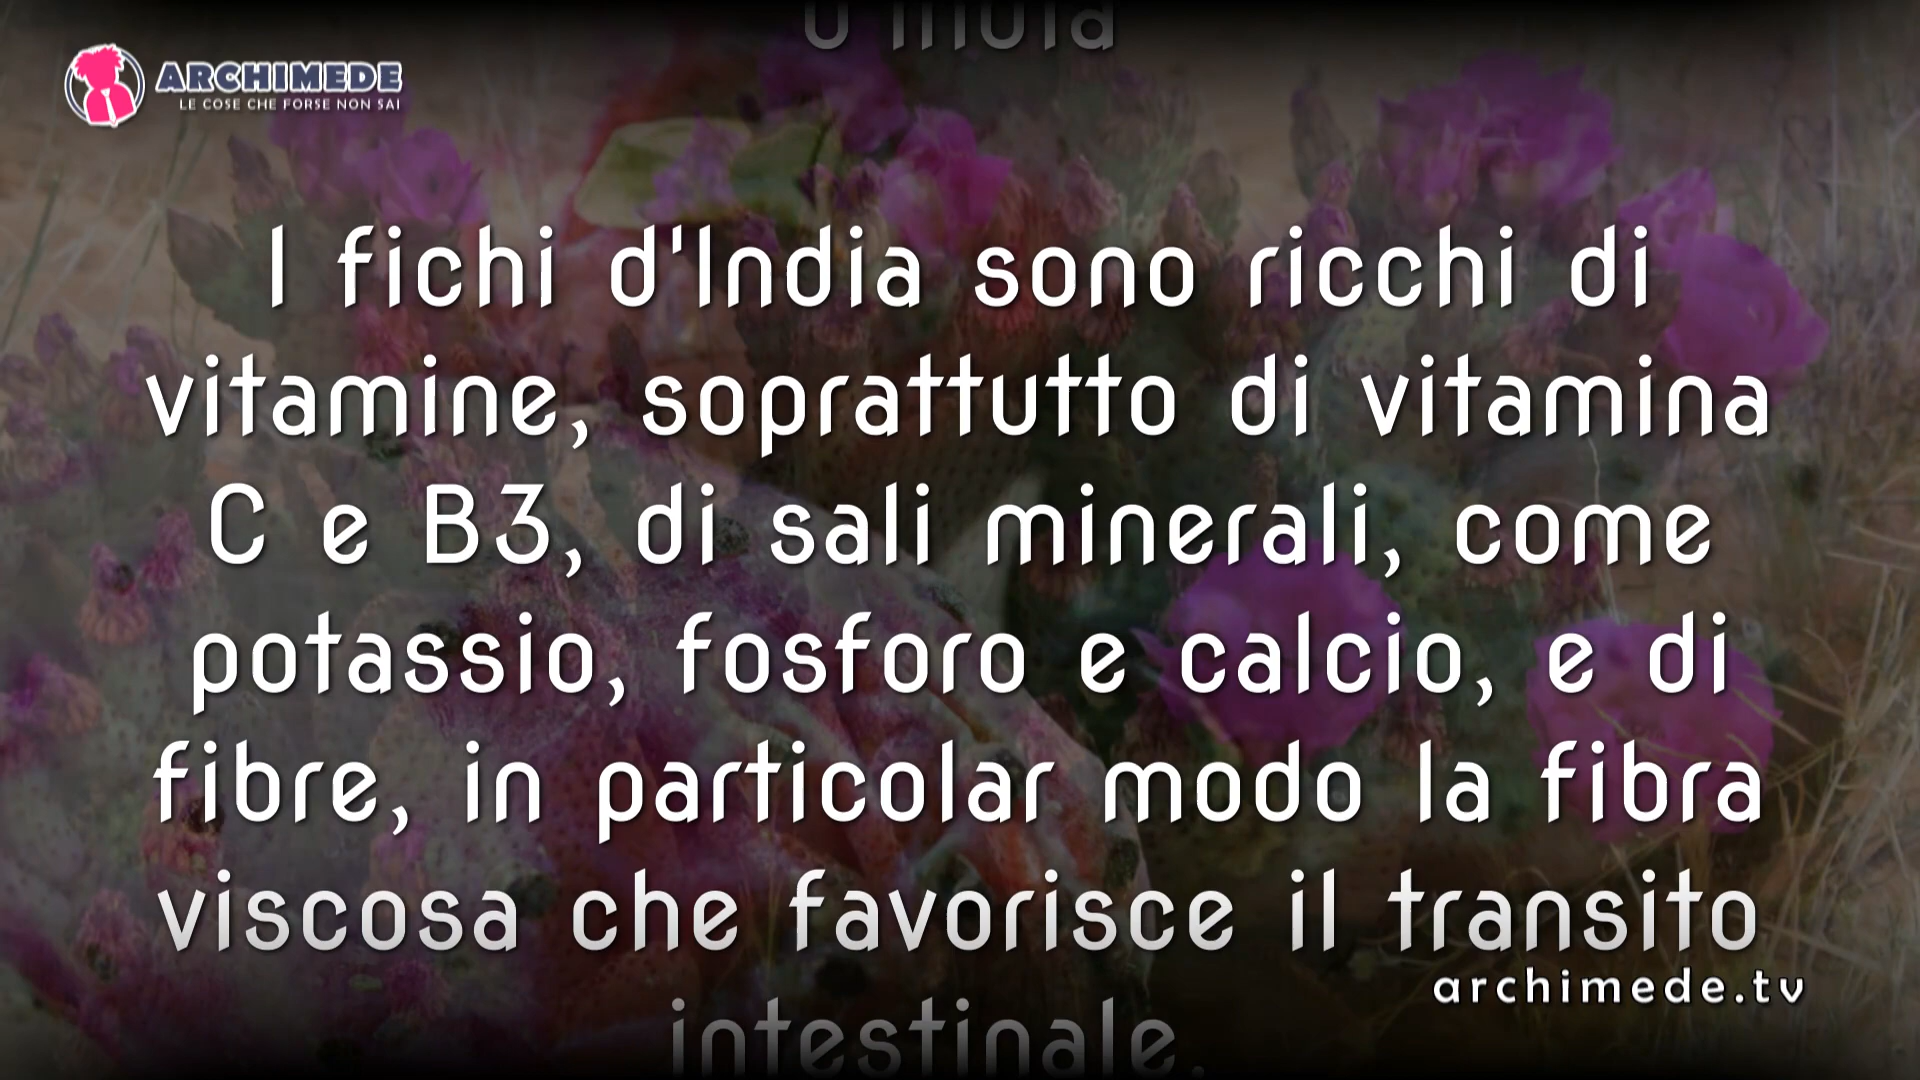 ARCHIMEDE
LE COSE CHE FORSE NON SAI
I fichi d'India sono ricchi di
vitamine, soprattutto di vitamina
C e B3, di sali minerali, come
potassio, fosforo e calcio, e di
fibre, in particolar modo la fibra
viscosa che favorisce il transito
archimede.tv
intestinale.